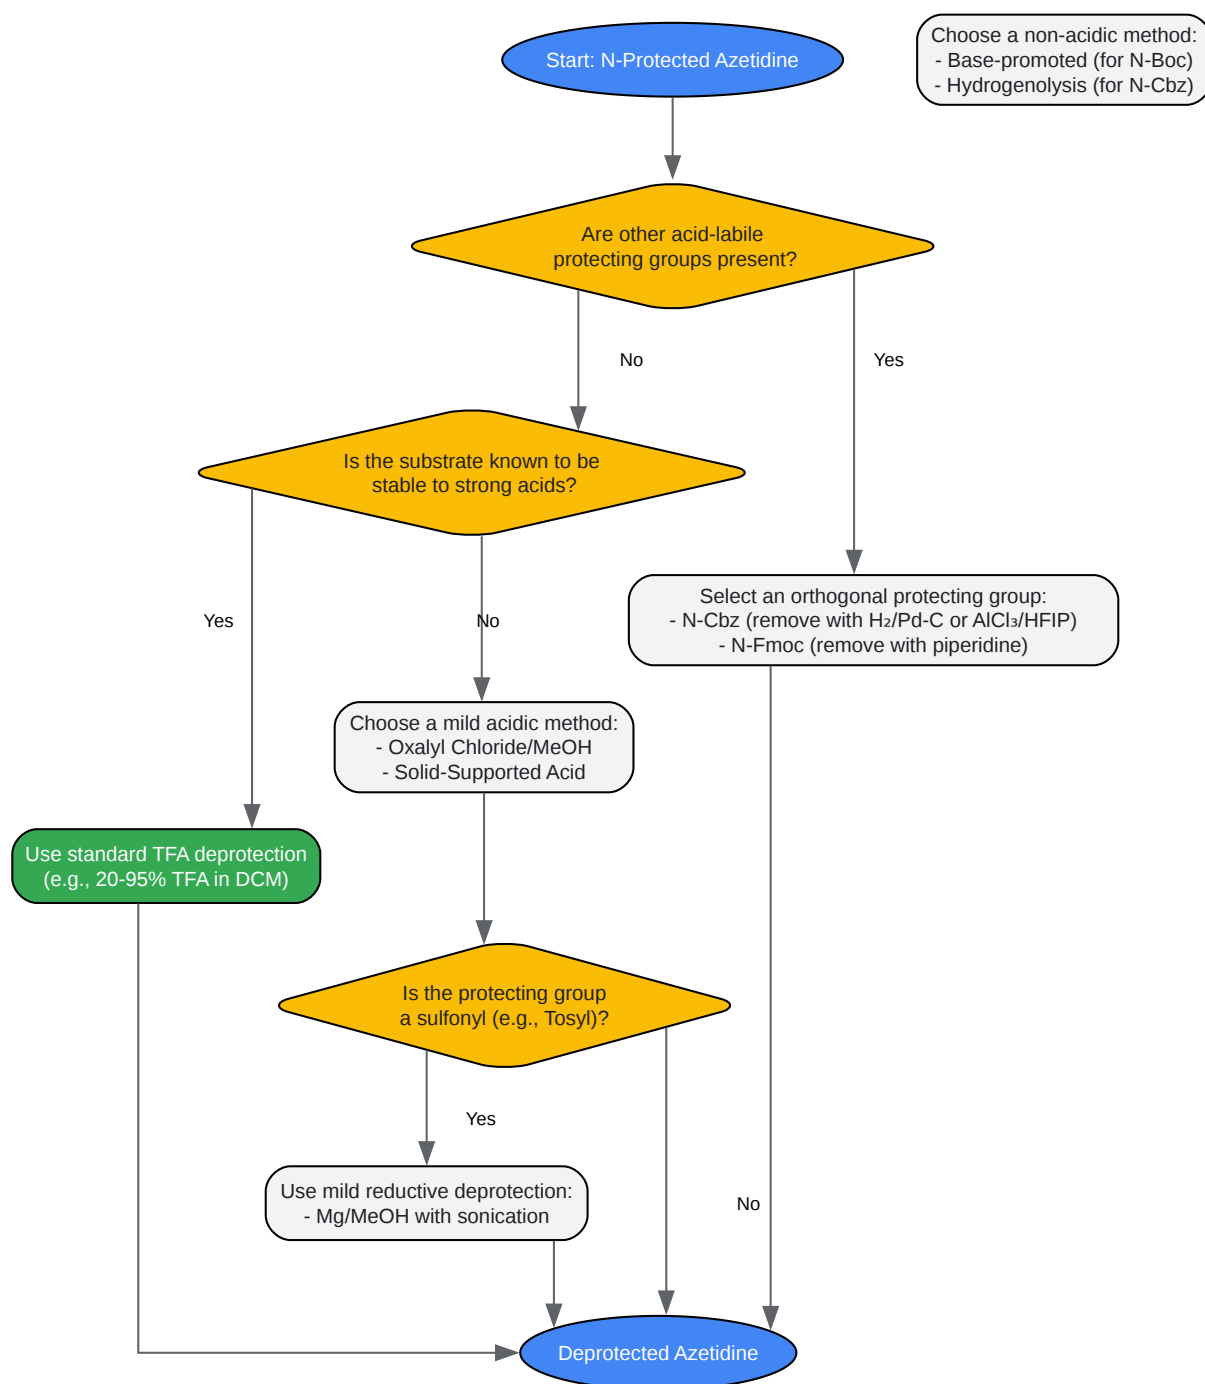 Start: N-Protected Azetidine
Choose a non-acidic method:
- Base-promoted (for N-Boc)
- Hydrogenolysis (for N-Cbz)
Are other acid-labile
protecting groups present?
No
Yes
Is the substrate known to be
stable to strong acids?
Yes
No
Select an orthogonal protecting group:
- N-Cbz (remove with H₂/Pd-C or AlCl₃/HFIP)
- N-Fmoc (remove with piperidine)
Choose a mild acidic method:
- Oxalyl Chloride/MeOH
- Solid-Supported Acid
Use standard TFA deprotection
(e.g., 20-95% TFA in DCM)
Is the protecting group
a sulfonyl (e.g., Tosyl)?
Yes
Use mild reductive deprotection:
- Mg/MeOH with sonication
No
Deprotected Azetidine